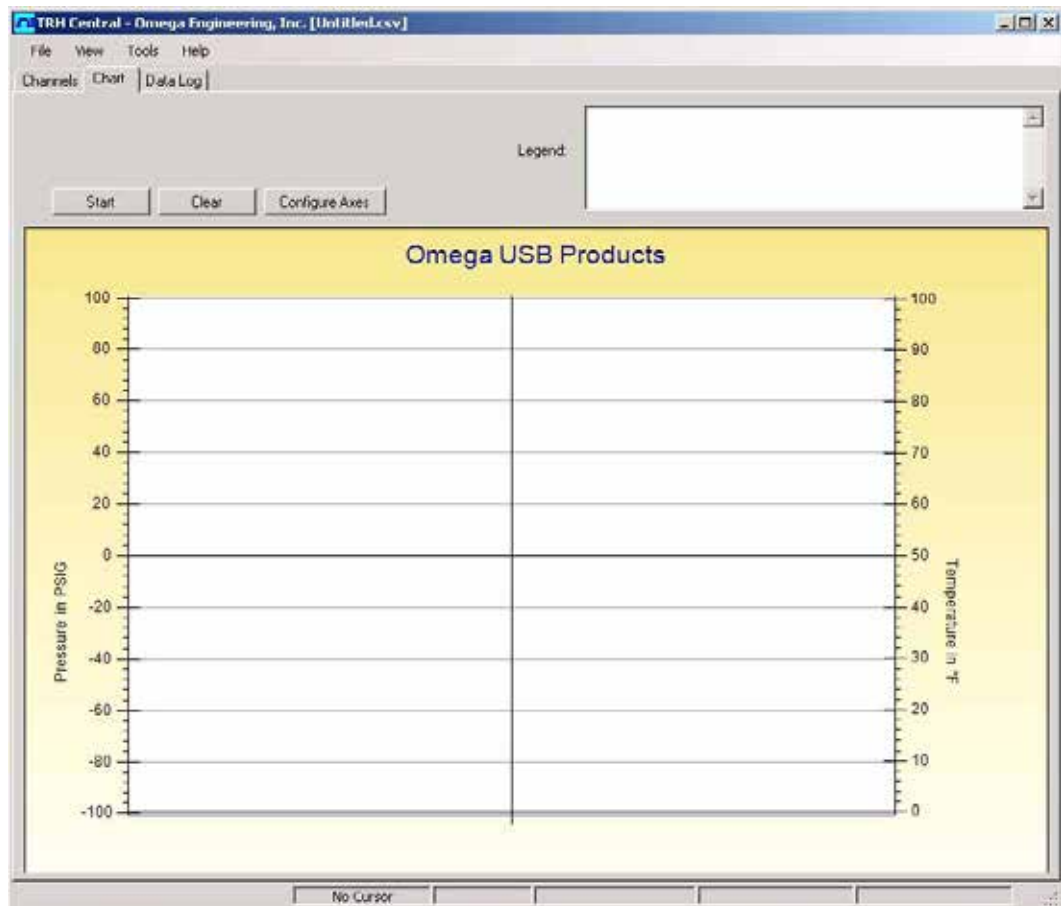 TRH Central - Omega Engineering, Inc. [Untitled.csv]
File View Tools Help
Channels Chart Data Log
Legend:
Start Clear Configure Axes
Omega USB Products
100 100
80 90
60 80
40 70
20 60
0 50
-20 40
-40 30
-60 20
-80 10
-100 0
Pressure in PSIG
Temperature in °F
No Cursor